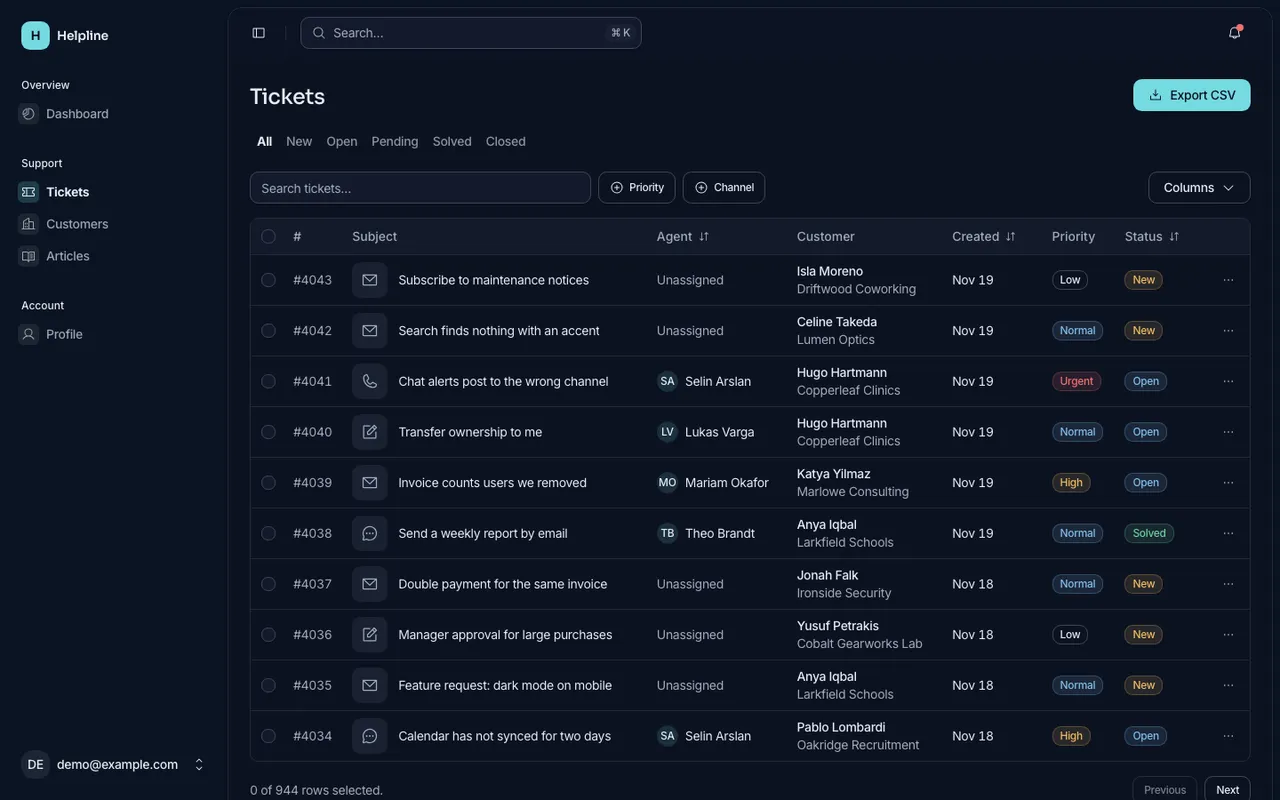 H Helpline
Overview
Dashboard
Support
Tickets
Customers
Articles
Account
Profile
DE demo@example.com
Search... ⌘ K
Tickets
Export CSV
All New Open Pending Solved Closed
Search tickets... Priority Channel Columns
# Subject Agent Customer Created Priority Status
#4043 Subscribe to maintenance notices Unassigned Isla Moreno Nov 19 Low New ...
Driftwood Coworking
#4042 Search finds nothing with an accent Unassigned Celine Takeda Nov 19 Normal New ...
Lumen Optics
#4041 Chat alerts post to the wrong channel SA Selin Arslan Hugo Hartmann Nov 19 Urgent Open ...
Copperleaf Clinics
#4040 Transfer ownership to me LV Lukas Varga Hugo Hartmann Nov 19 Normal Open ...
Copperleaf Clinics
#4039 Invoice counts users we removed MO Mariam Okafor Katya Yilmaz Nov 19 High Open ...
Marlowe Consulting
#4038 Send a weekly report by email TB Theo Brandt Anya Iqbal Nov 19 Normal Solved ...
Larkfield Schools
#4037 Double payment for the same invoice Unassigned Jonah Falk Nov 18 Normal New ...
Ironside Security
#4036 Manager approval for large purchases Unassigned Yusuf Petrakis Nov 18 Low New ...
Cobalt Gearworks Lab
#4035 Feature request: dark mode on mobile Unassigned Anya Iqbal Nov 18 Normal New ...
Larkfield Schools
#4034 Calendar has not synced for two days SA Selin Arslan Pablo Lombardi Nov 18 High Open ...
Oakridge Recruitment
0 of 944 rows selected. Previous Next